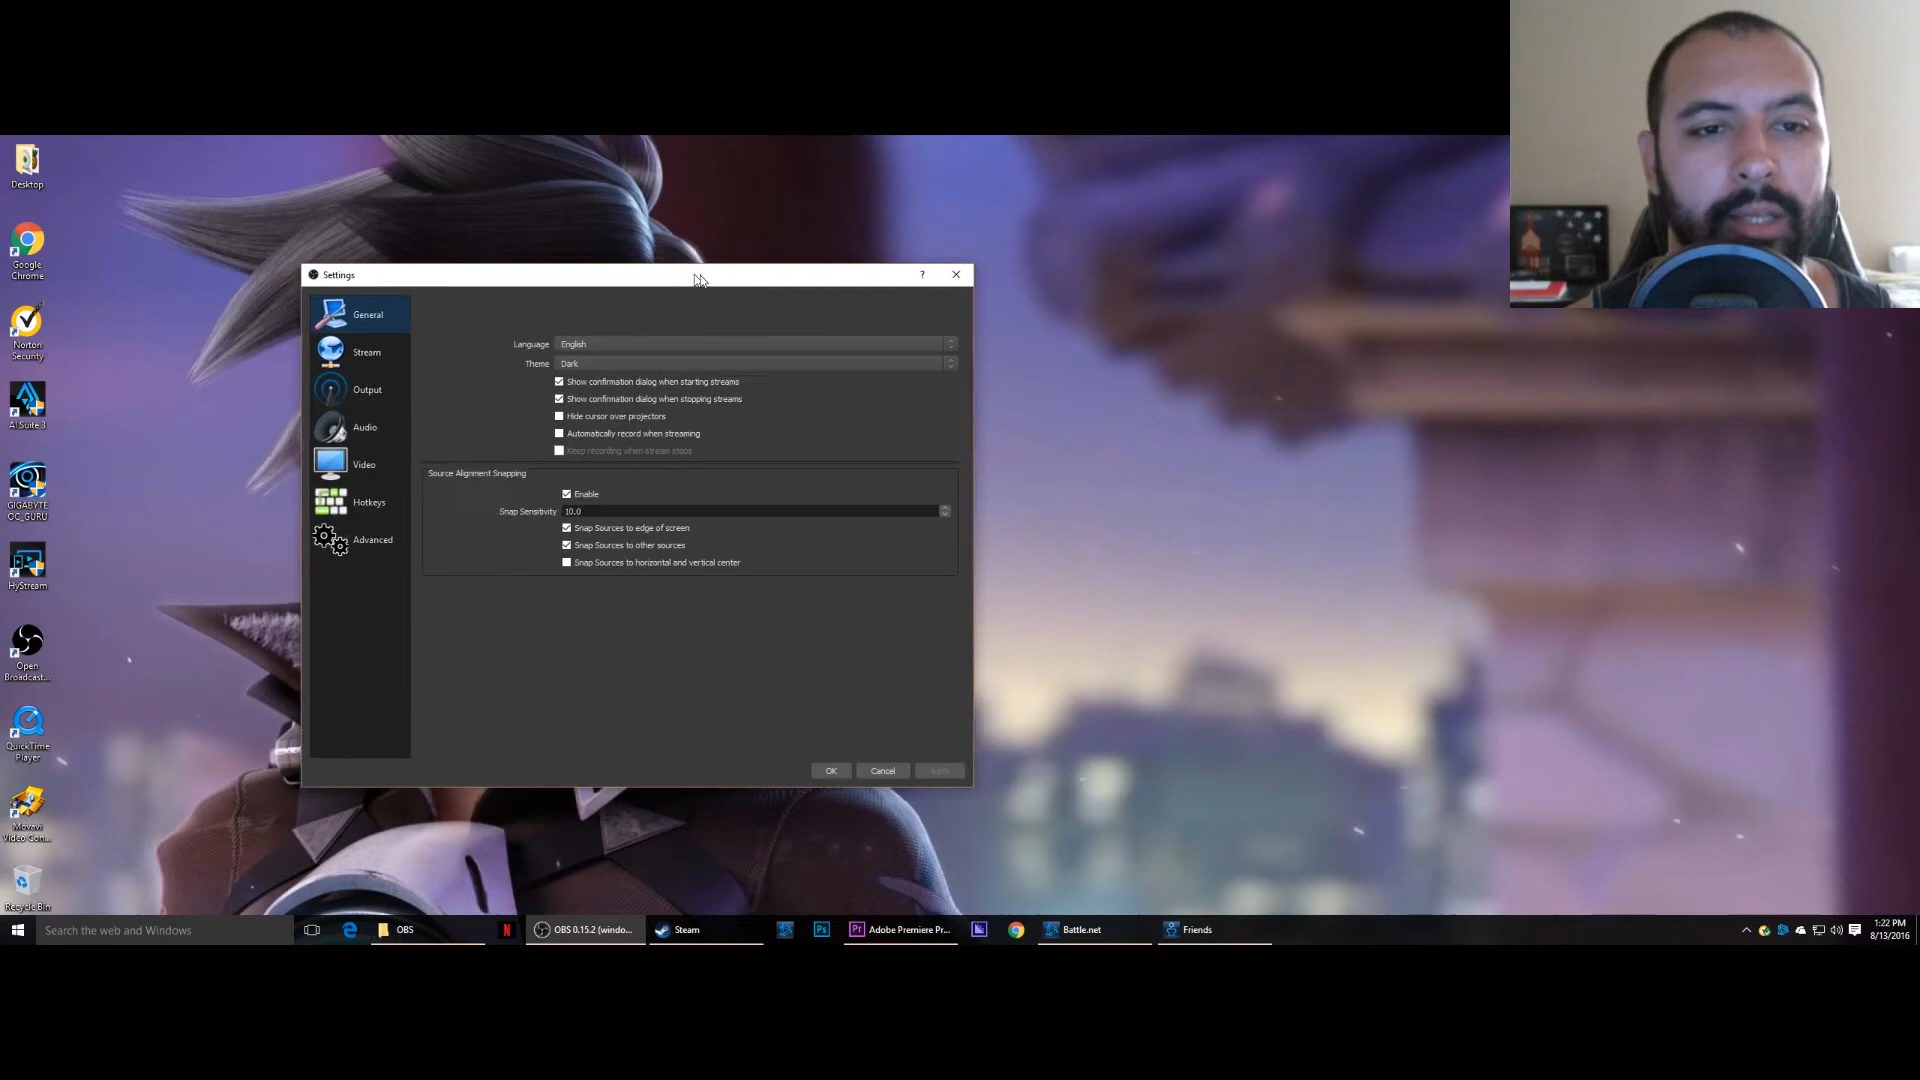 Desktop
Google
Chrome
Norton
Security
AI Suite 3
GIGABYTE
OC_GURU
HyStream
Open
Broadcast...
QuickTime
Player
Movavi
Video Con...
Recycle Bin
Settings
?
General
Stream
Output
Audio
Video
Hotkeys
Advanced
Language English
Theme Dark
Show confirmation dialog when starting streams
Show confirmation dialog when stopping streams
Hide cursor over projectors
Automatically record when streaming
Keep recording when stream stops
Source Alignment Snapping
Enable
Snap Sensitivity 10.0
Snap Sources to edge of screen
Snap Sources to other sources
Snap Sources to horizontal and vertical center
OK Cancel Apply
Search the web and Windows
OBS
N
OBS 0.15.2 (windo...
Steam
Ps
Pr Adobe Premiere Pr...
Battle.net
Friends
1:22 PM
8/13/2016